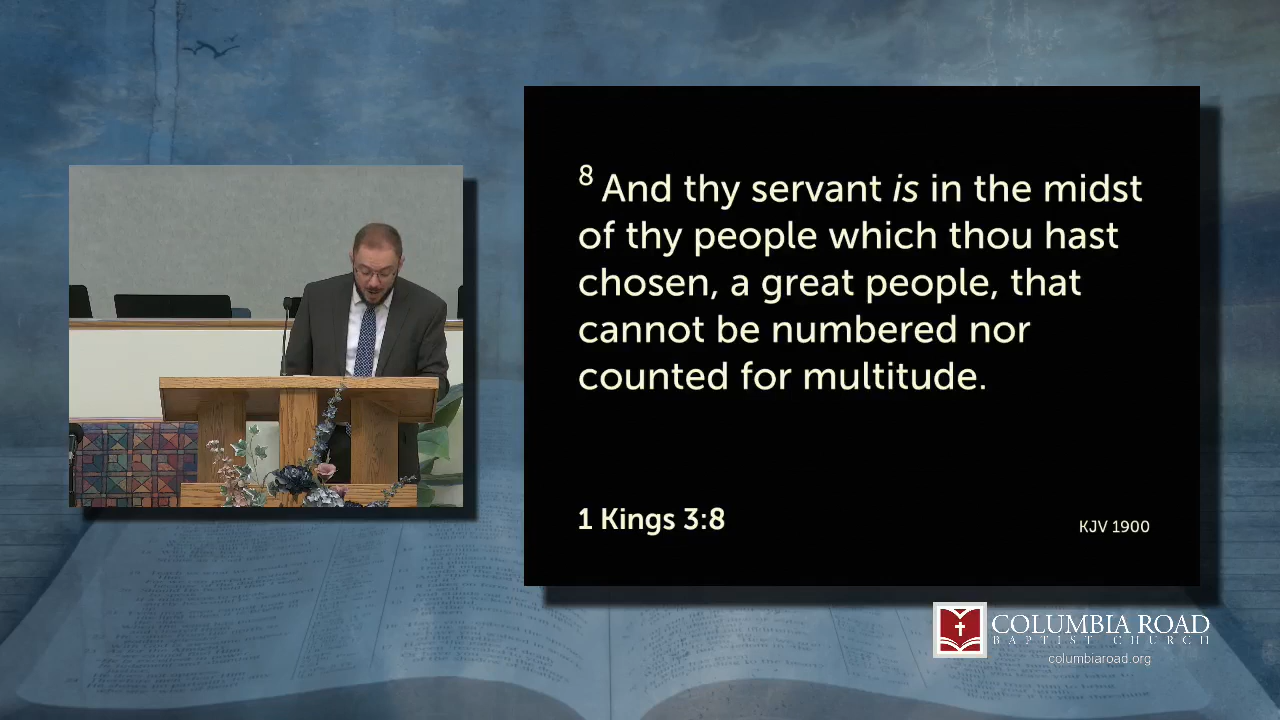 8 And thy servant is in the midst
of thy people which thou hast
chosen, a great people, that
cannot be numbered nor
counted for multitude.
1 Kings 3:8
KJV 1900
COLUMBIA ROAD
BAPTIST CHURCH
columbiaroad.org